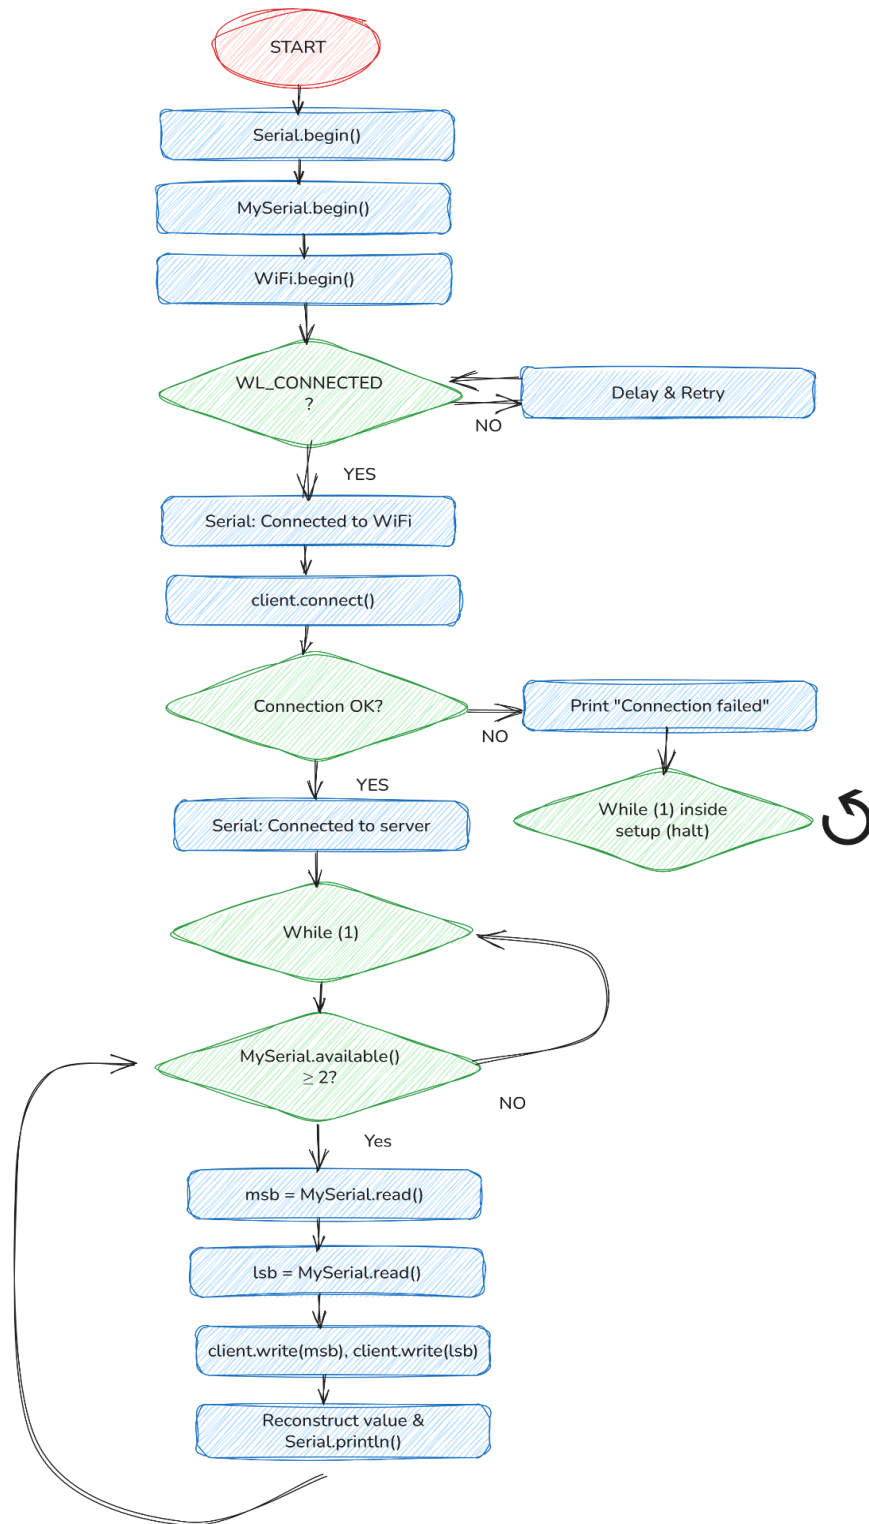 START
Serial.begin()
MySerial.begin()
WiFi.begin()
WL_CONNECTED
?
Delay & Retry
NO
YES
Serial: Connected to WiFi
client.connect()
Connection OK?
Print "Connection failed"
NO
YES
While (1) inside
setup (halt)
Serial: Connected to server
While (1)
MySerial.available()
≥ 2?
NO
Yes
msb = MySerial.read()
lsb = MySerial.read()
client.write(msb), client.write(lsb)
Reconstruct value &
Serial.println()